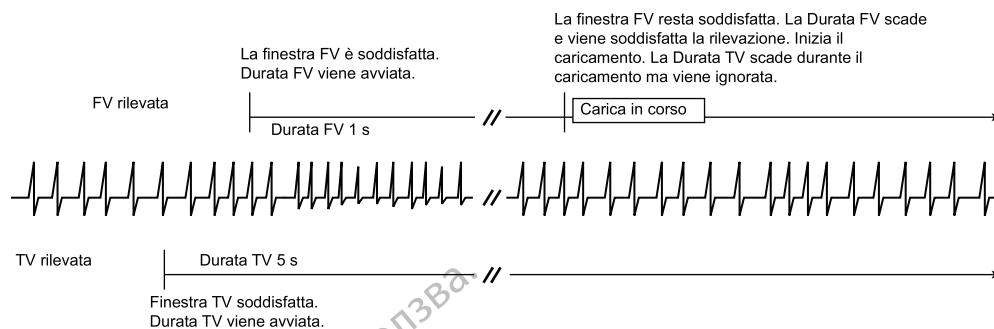 La finestra FV resta soddisfatta. La Durata FV scade
e viene soddisfatta la rilevazione. Inizia il
caricamento. La Durata TV scade durante il
caricamento ma viene ignorata.
La finestra FV è soddisfatta.
Durata FV viene avviata.
FV rilevata
Carica in corso
Durata FV 1 s
TV rilevata
Durata TV 5 s
Finestra TV soddisfatta.
Durata TV viene avviata.